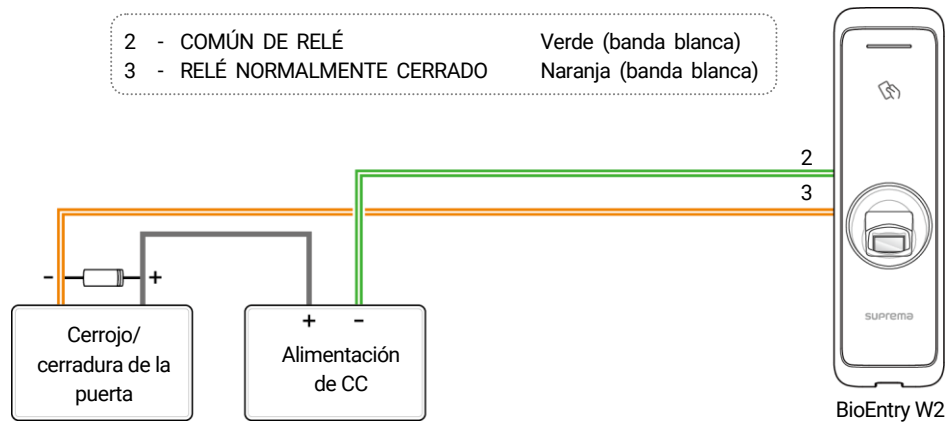 2 - COMÚN DE RELÉ Verde (banda blanca)
3 - RELÉ NORMALMENTE CERRADO Naranja (banda blanca)
2
3
- +
Cerrojo/
cerradura de la
puerta
+ -
Alimentación
de CC
suprema
BioEntry W2